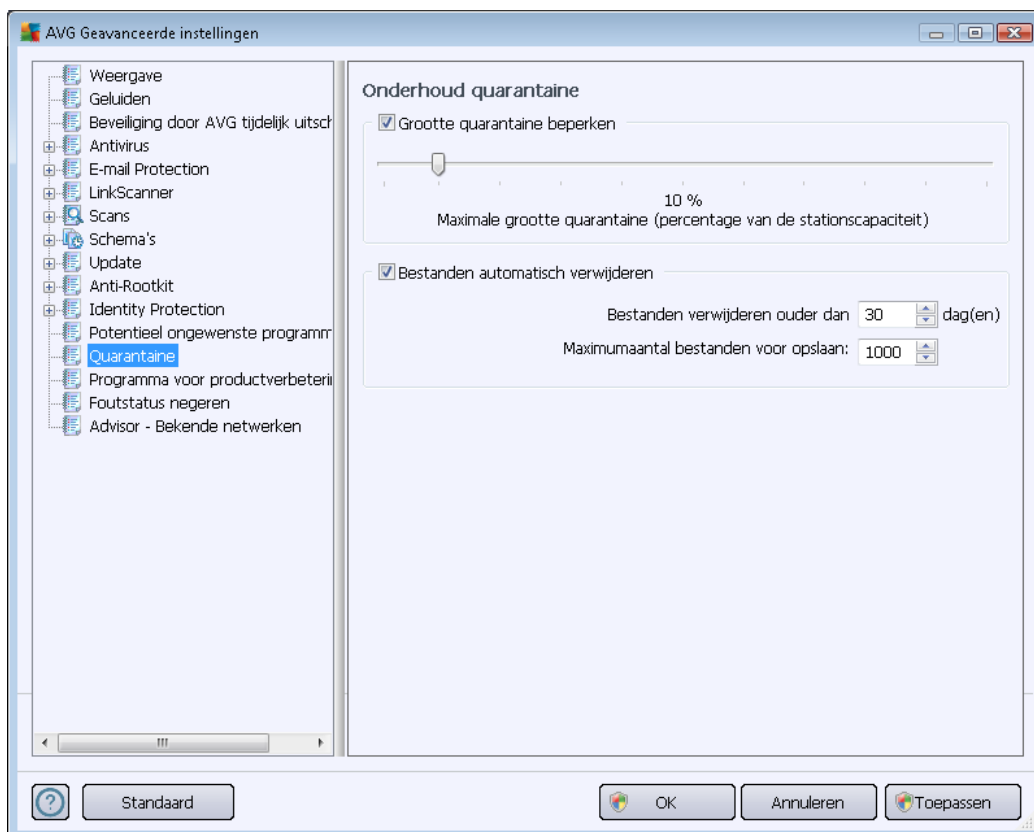 AVG Geavanceerde instellingen
Weergave
Geluiden
Beveiliging door AVG tijdelijk uitsch
Antivirus
E-mail Protection
LinkScanner
Scans
Schema's
Update
Anti-Rootkit
Identity Protection
Potentieel ongewenste programm
Quarantaine
Programma voor productverbeterin
Foutstatus negeren
Advisor - Bekende netwerken
Onderhoud quarantaine
Grootte quarantaine beperken
10 %
Maximale grootte quarantaine (percentage van de stationscapaciteit)
Bestanden automatisch verwijderen
Bestanden verwijderen ouder dan 30 dag(en)
Maximumaantal bestanden voor opslaan: 1000
? Standaard OK Annuleren Toepassen